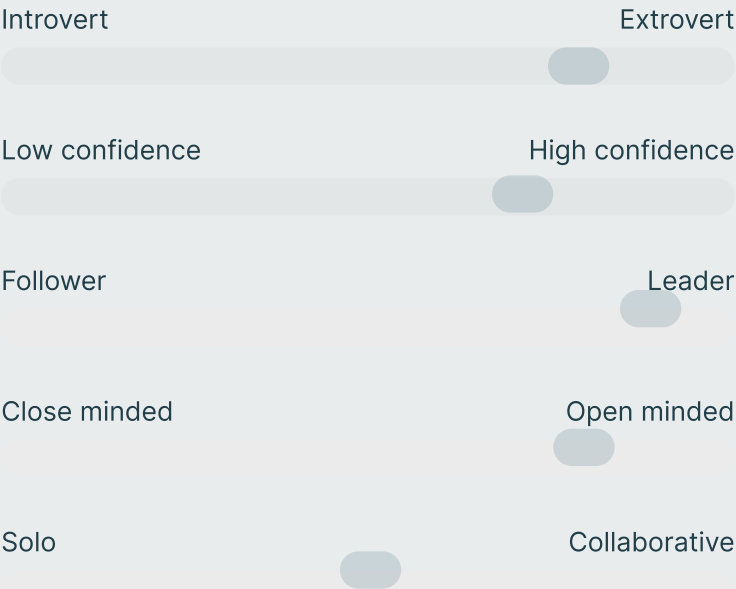 Introvert Extrovert
Low confidence High confidence
Follower Leader
Close minded Open minded
Solo Collaborative